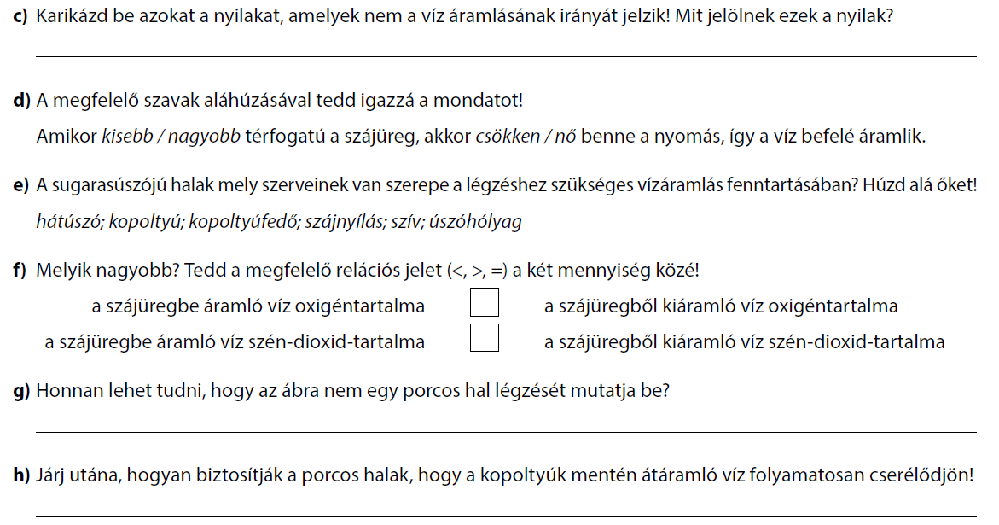 c) Karikázd be azokat a nyilakat, amelyek nem a víz áramlásának irányát jelzik! Mit jelölnek ezek a nyilak?
d) A megfelelő szavak aláhúzásával tedd igazzá a mondatot!
Amikor kisebb / nagyobb térfogatú a szájüreg, akkor csökken / nő benne a nyomás, így a víz befelé áramlik.
e) A sugarasúszójú halak mely szerveinek van szerepe a légzéshez szükséges vízáramlás fenntartásában? Húzd alá őket!
hátúszó; kopoltyú; kopoltyúfedő; szájnyílás; szív; úszóhólyag
f) Melyik nagyobb? Tedd a megfelelő relációs jelet (<, >, =) a két mennyiség közé!
a szájüregbe áramló víz oxigéntartalma a szájüregből kiáramló víz oxigéntartalma
a szájüregbe áramló víz szén-dioxid-tartalma a szájüregből kiáramló víz szén-dioxid-tartalma
g) Honnan lehet tudni, hogy az ábra nem egy porcos hal légzését mutatja be?
h) Járj utána, hogyan biztosítják a porcos halak, hogy a kopoltyúk mentén átáramló víz folyamatosan cserélődjön!